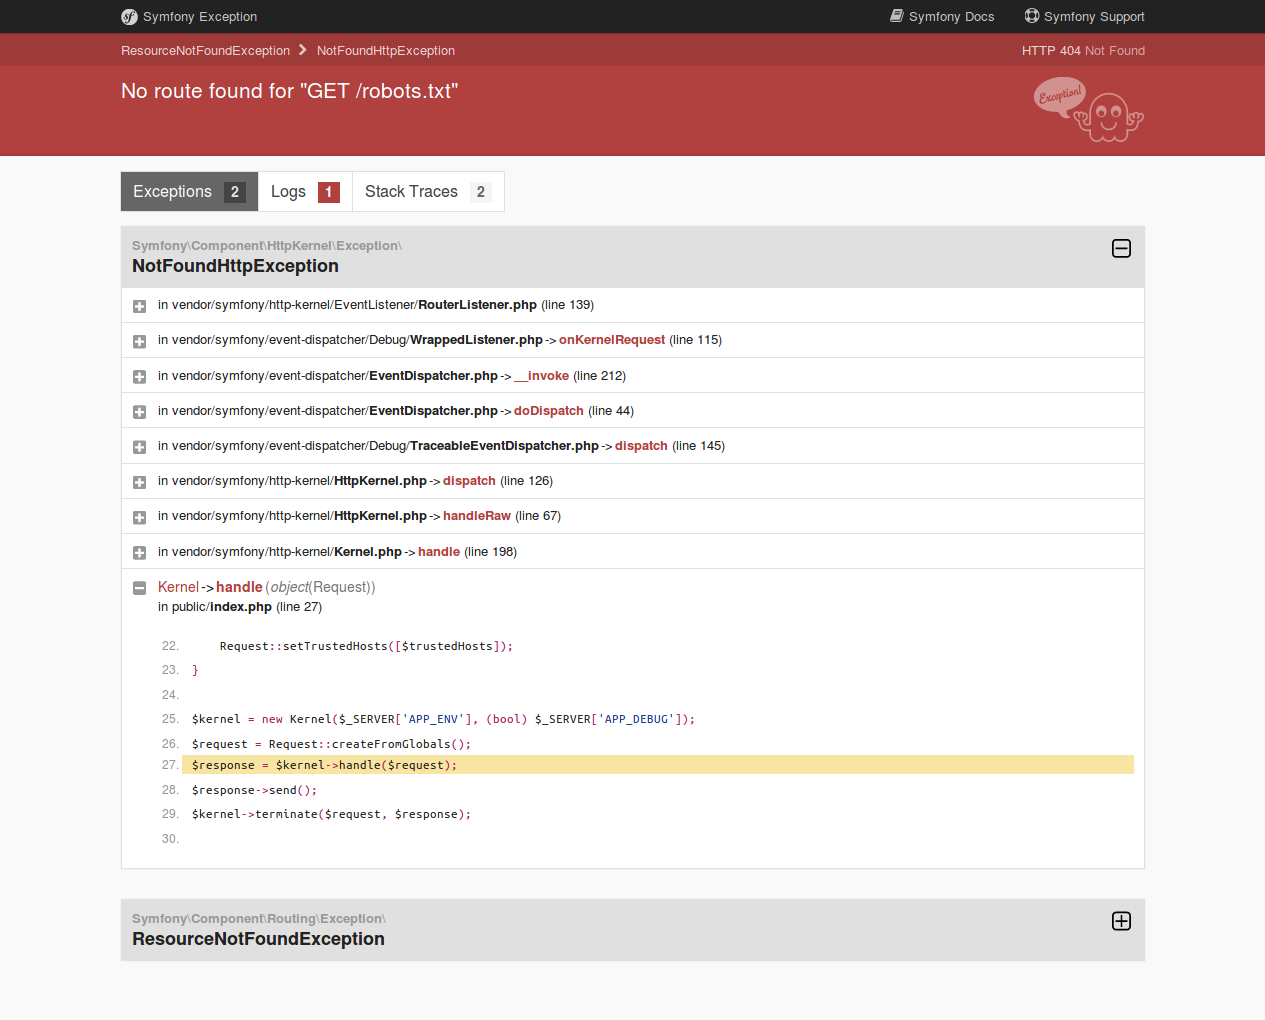 Symfony Exception
Symfony Docs
Symfony Support
ResourceNotFoundException
NotFoundHttpException
HTTP 404 Not Found
No route found for "GET /robots.txt"
Exception!
Exceptions 2
Logs 1
Stack Traces 2
Symfony\Component\HttpKernel\Exception\
NotFoundHttpException
in vendor/symfony/http-kernel/EventListener/RouterListener.php (line 139)
in vendor/symfony/event-dispatcher/Debug/WrappedListener.php -> onKernelRequest (line 115)
in vendor/symfony/event-dispatcher/EventDispatcher.php -> __invoke (line 212)
in vendor/symfony/event-dispatcher/EventDispatcher.php -> doDispatch (line 44)
in vendor/symfony/event-dispatcher/Debug/TraceableEventDispatcher.php -> dispatch (line 145)
in vendor/symfony/http-kernel/HttpKernel.php -> dispatch (line 126)
in vendor/symfony/http-kernel/HttpKernel.php -> handleRaw (line 67)
in vendor/symfony/http-kernel/Kernel.php -> handle (line 198)
Kernel -> handle (object(Request))
in public/index.php (line 27)
22.     Request::setTrustedHosts([$trustedHosts]);
23. }
24.
25. $kernel = new Kernel($_SERVER['APP_ENV'], (bool) $_SERVER['APP_DEBUG']);
26. $request = Request::createFromGlobals();
27. $response = $kernel->handle($request);
28. $response->send();
29. $kernel->terminate($request, $response);
30.
Symfony\Component\Routing\Exception\
ResourceNotFoundException